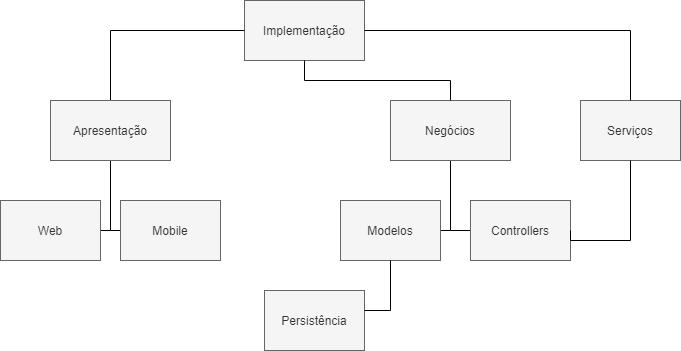 Implementação
Apresentação
Negócios
Serviços
Web
Mobile
Modelos
Controllers
Persistência